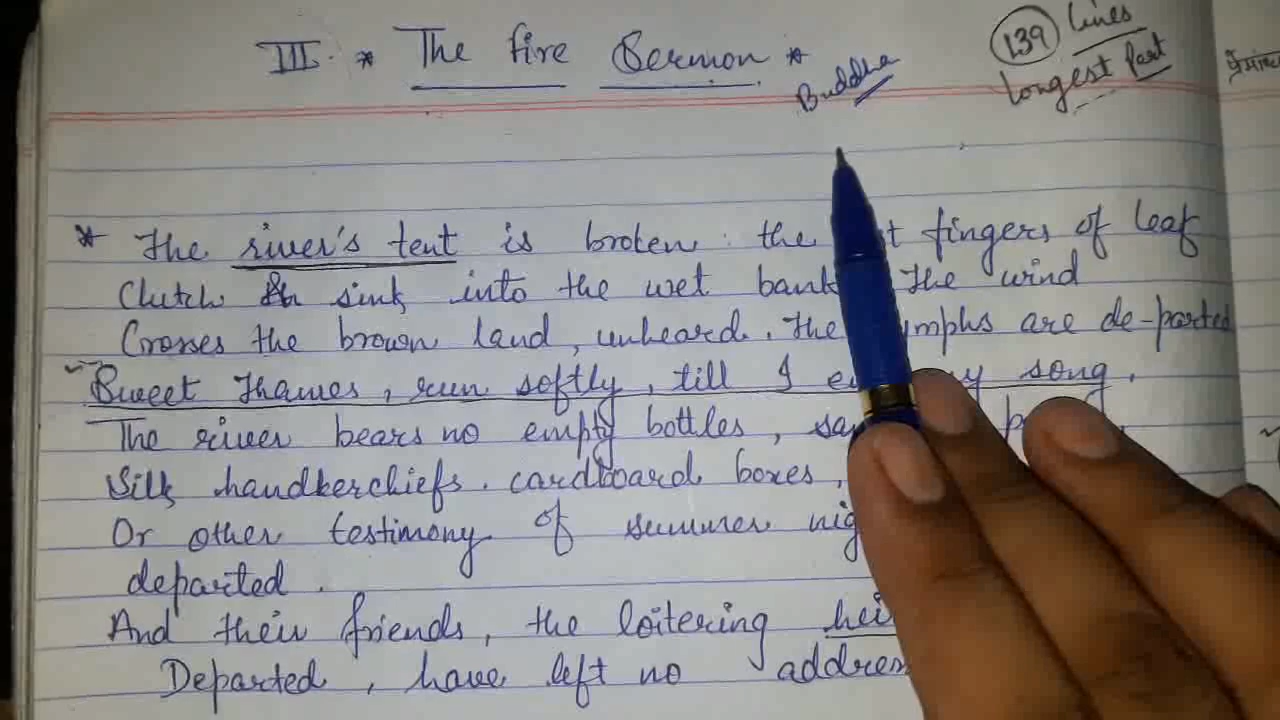 III. * The fire Sermon *
Buddha
139 lines
longest Part
* The river's tent is broken: the fingers of leaf
Clutch & sink into the wet bank The wind
Crosses the brown land, unheard. The are de-parted
Sweet Thames, run softly, till I song.
The river bears no empty bottles,
Silk handkerchiefs. cardboard boxes,
Or other testimony of summer
departed.
And their friends, the loitering
Departed, have left no